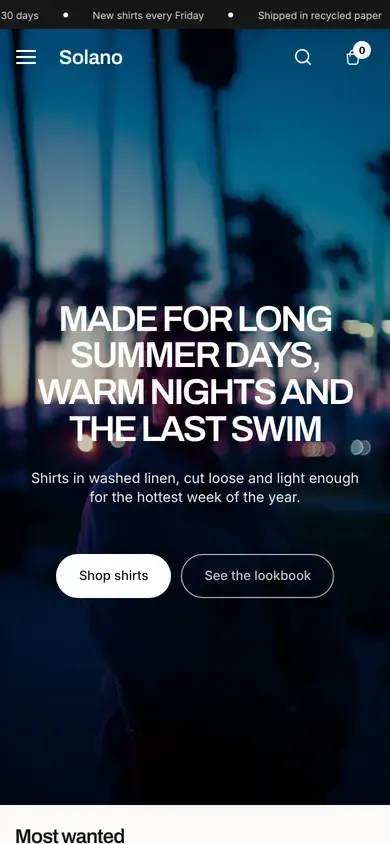 30 days • New shirts every Friday • Shipped in recycled paper
Solano
0
MADE FOR LONG
SUMMER DAYS,
WARM NIGHTS AND
THE LAST SWIM
Shirts in washed linen, cut loose and light enough
for the hottest week of the year.
Shop shirts
See the lookbook
Most wanted